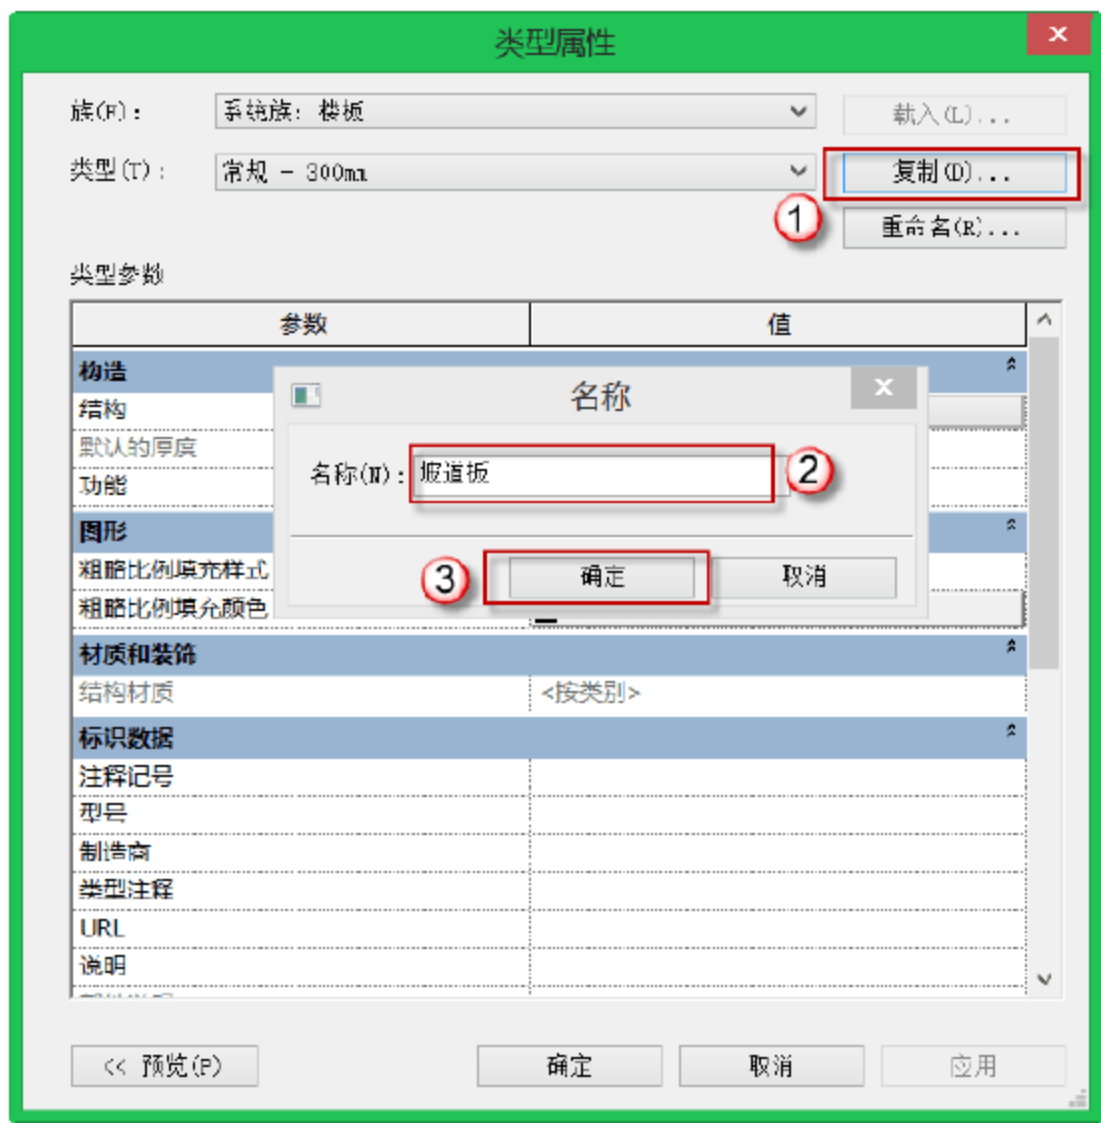 类型属性
族(F)： 系统族: 楼板 载入(L)...
类型(T)： 常规 - 300mm 复制(D)...
1
重命名(R)...
类型参数
参数 值
构造
结构
默认的厚度
功能
图形
粗略比例填充样式
粗略比例填充颜色
名称
名称(N)： 坡道板 2
3 确定 取消
材质和装饰
结构材质 <按类别>
标识数据
注释记号
型号
制造商
类型注释
URL
说明
<< 预览(P) 确定 取消 应用